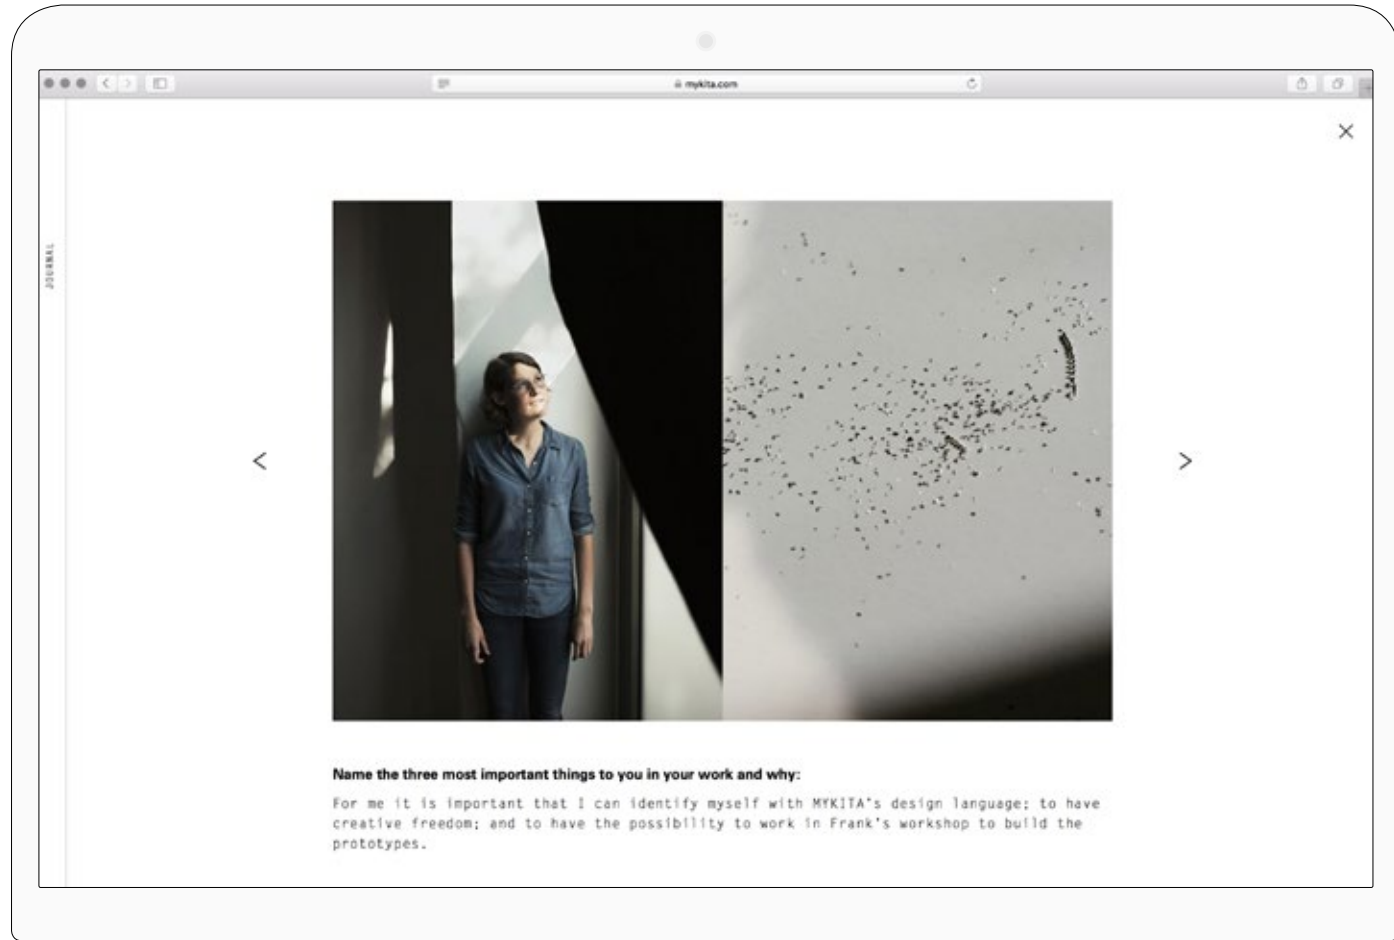 mykita.com
JOURNAL
Name the three most important things to you in your work and why:
For me it is important that I can identify myself with MYKITA's design language; to have
creative freedom; and to have the possibility to work in Frank's workshop to build the
prototypes.